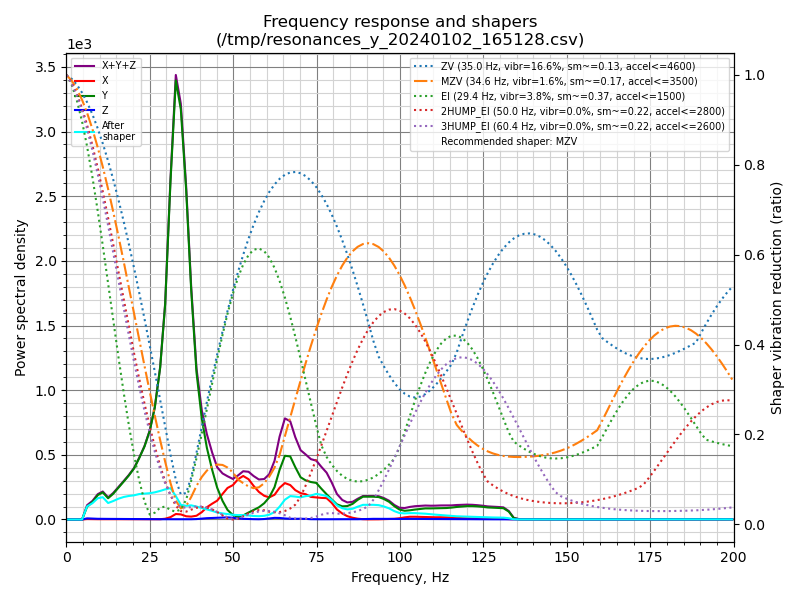 Frequency response and shapers
(/tmp/resonances_y_20240102_165128.csv)
1e3
X+Y+Z
X
Y
Z
After
shaper
ZV (35.0 Hz, vibr=16.6%, sm~=0.13, accel<=4600)
MZV (34.6 Hz, vibr=1.6%, sm~=0.17, accel<=3500)
EI (29.4 Hz, vibr=3.8%, sm~=0.37, accel<=1500)
2HUMP_EI (50.0 Hz, vibr=0.0%, sm~=0.22, accel<=2800)
3HUMP_EI (60.4 Hz, vibr=0.0%, sm~=0.22, accel<=2600)
Recommended shaper: MZV
Power spectral density
3.5
3.0
2.5
2.0
1.5
1.0
0.5
0.0
1.0
0.8
0.6
0.4
0.2
0.0
Shaper vibration reduction (ratio)
0 25 50 75 100 125 150 175 200
Frequency, Hz